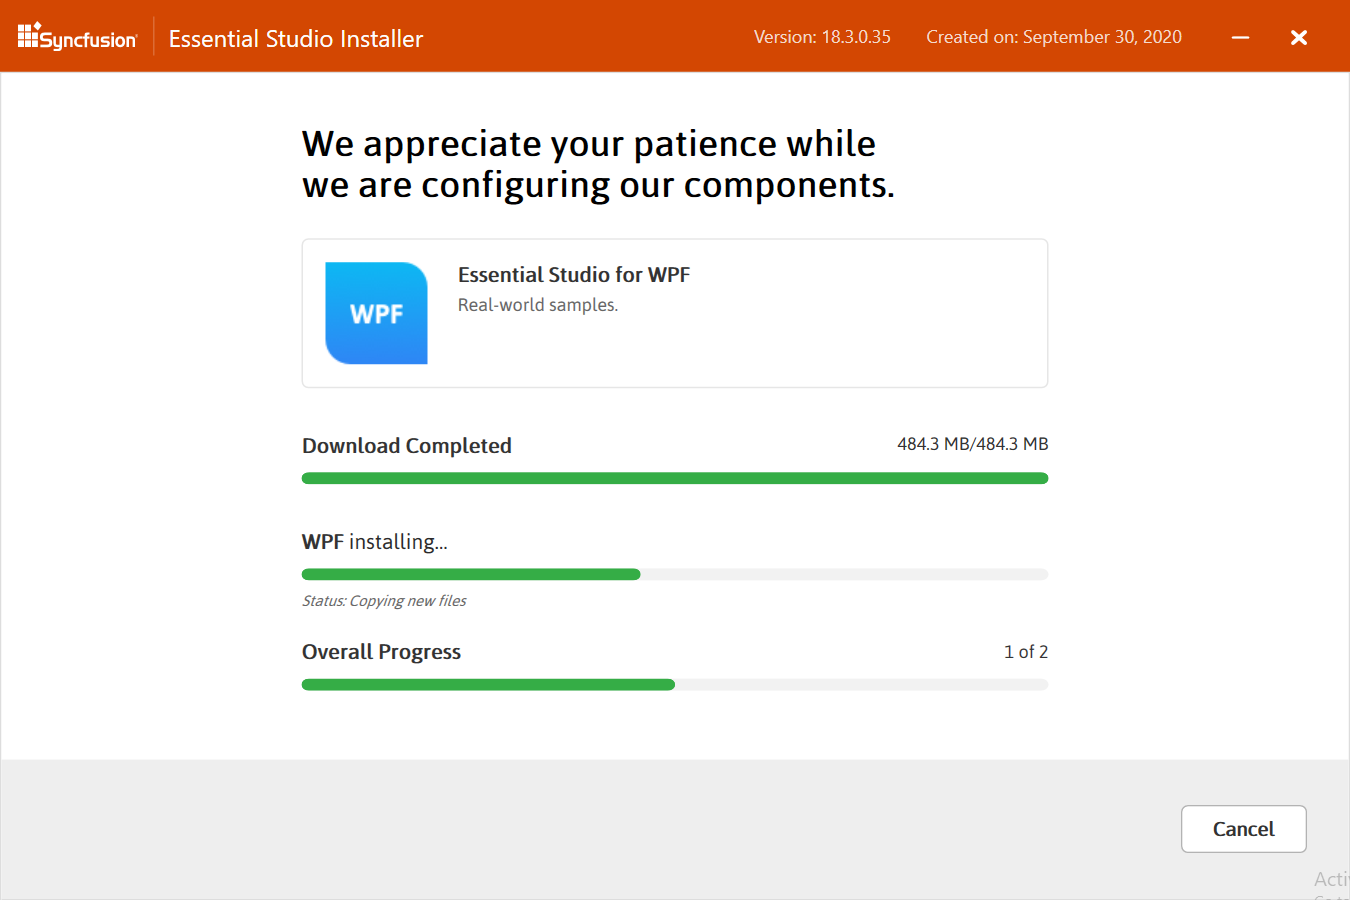 Syncfusion Essential Studio Installer Version: 18.3.0.35 Created on: September 30, 2020
We appreciate your patience while
we are configuring our components.
WPF
Essential Studio for WPF
Real-world samples.
Download Completed 484.3 MB/484.3 MB
WPF installing...
Status: Copying new files
Overall Progress 1 of 2
Cancel